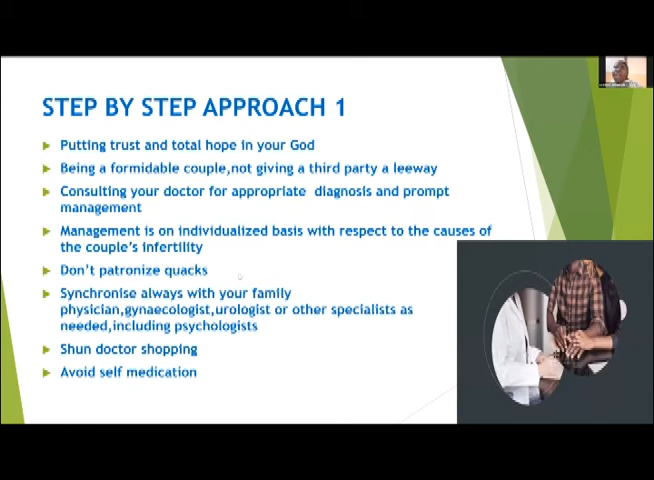 STEP BY STEP APPROACH 1
Putting trust and total hope in your God
Being a formidable couple,not giving a third party a leeway
Consulting your doctor for appropriate diagnosis and prompt
management
Management is on individualized basis with respect to the causes of
the couple's infertility
Don't patronize quacks
Synchronise always with your family
physician,gynaecologist,urologist or other specialists as
needed,including psychologists
Shun doctor shopping
Avoid self medication